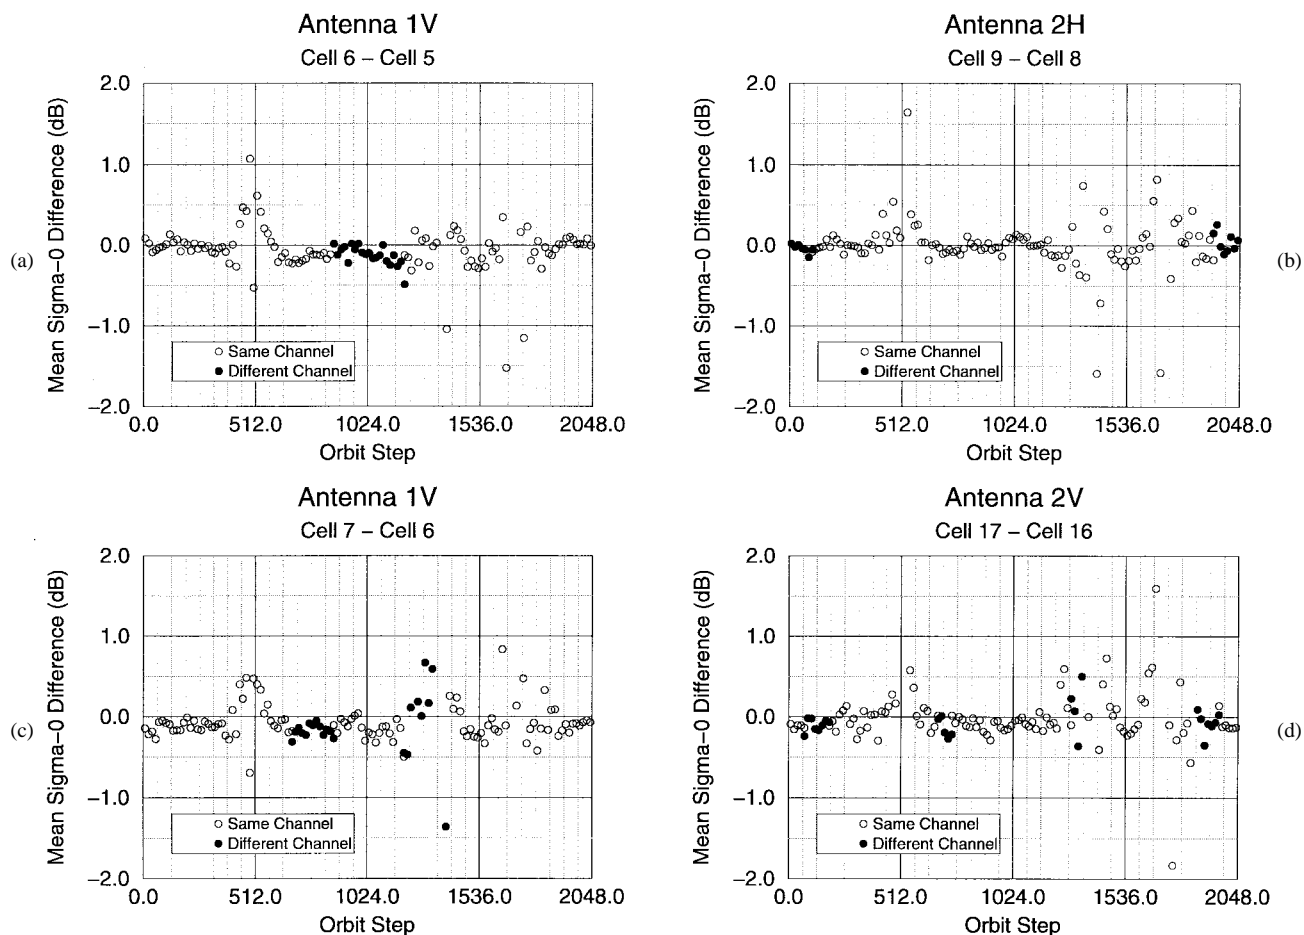 Antenna 1V
Cell 6 – Cell 5
(a)
Mean Sigma–0 Difference (dB)
2.0
1.0
0.0
–1.0
–2.0
Same Channel
Different Channel
0.0 512.0 1024.0 1536.0 2048.0
Orbit Step
Antenna 2H
Cell 9 – Cell 8
(b)
Mean Sigma–0 Difference (dB)
2.0
1.0
0.0
–1.0
–2.0
Same Channel
Different Channel
0.0 512.0 1024.0 1536.0 2048.0
Orbit Step
Antenna 1V
Cell 7 – Cell 6
(c)
Mean Sigma–0 Difference (dB)
2.0
1.0
0.0
–1.0
–2.0
Same Channel
Different Channel
0.0 512.0 1024.0 1536.0 2048.0
Orbit Step
Antenna 2V
Cell 17 – Cell 16
(d)
Mean Sigma–0 Difference (dB)
2.0
1.0
0.0
–1.0
–2.0
Same Channel
Different Channel
0.0 512.0 1024.0 1536.0 2048.0
Orbit Step